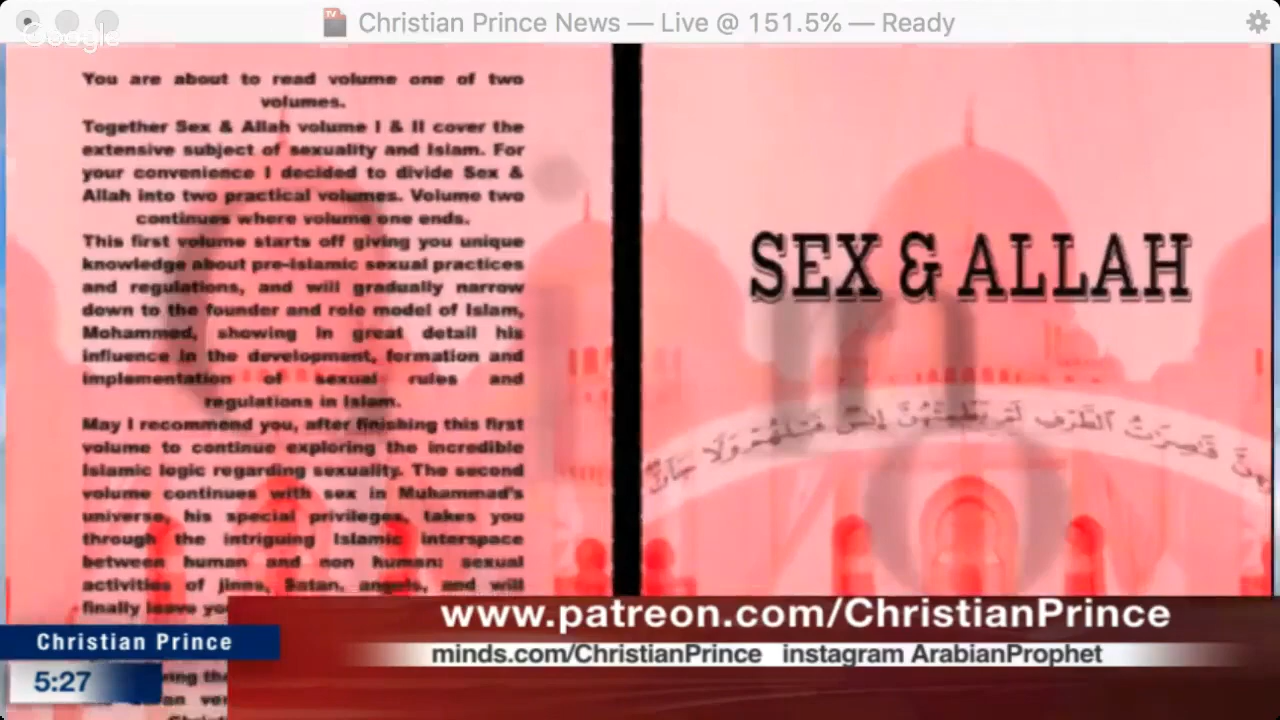 Christian Prince News — Live @ 151.5% — Ready
Google
You are about to read volume one of two
volumes.
Together Sex & Allah volume I & II cover the
extensive subject of sexuality and Islam. For
your convenience I decided to divide Sex &
Allah into two practical volumes. Volume two
continues where volume one ends.
This first volume starts off giving you unique
knowledge about pre-Islamic sexual practices
and regulations, and will gradually narrow
down to the founder and role model of Islam,
Mohammed, showing in great detail his
influence in the development, formation and
implementation of sexual rules and
regulations in Islam.
May I recommend you, after finishing this first
volume to continue exploring the incredible
Islamic logic regarding sexuality. The second
volume continues with sex in Muhammad's
universe, his special privileges, takes you
through the intriguing Islamic interspace
between human and non human: sexual
activities of jinns, Satan, angels, and will
finally leave
SEX & ALLAH
قَصِرَتُ الطَّرْفِ لَمْ يَطْمِثْهُنَّ إِنسٌ قَبْلَهُمْ وَلَا جَانٌّ
www.patreon.com/ChristianPrince
minds.com/ChristianPrince instagram ArabianProphet
Christian Prince
5:27